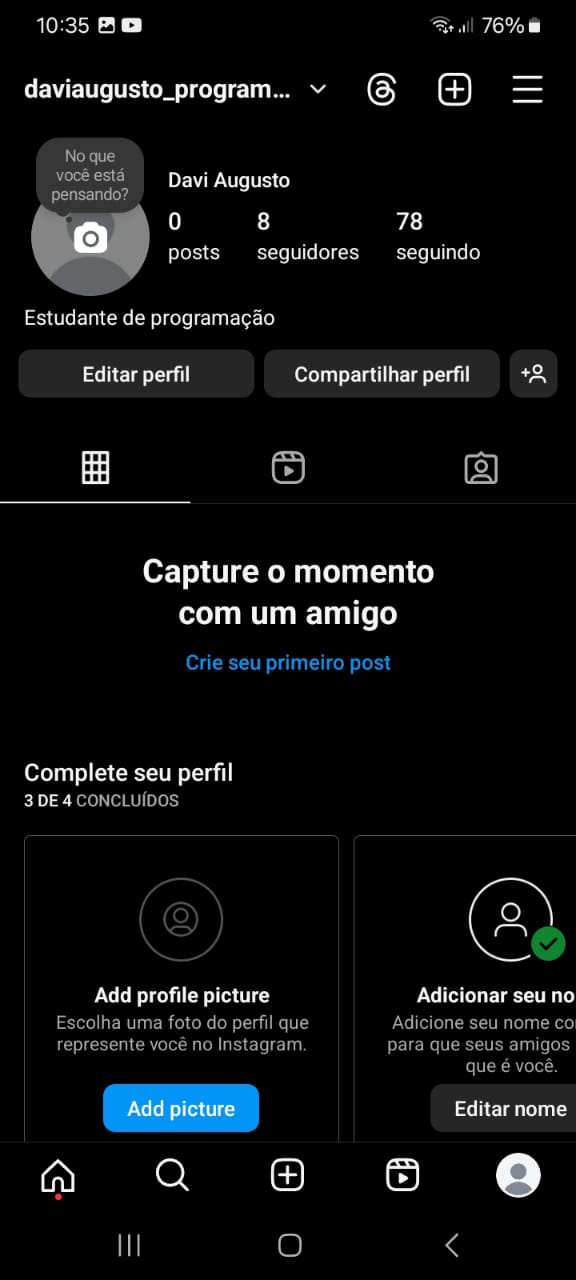 10:35
76%
daviaugusto_program...
No que
você está
pensando?
Davi Augusto
0 8 78
posts seguidores seguindo
Estudante de programação
Editar perfil Compartilhar perfil
Capture o momento
com um amigo
Crie seu primeiro post
Complete seu perfil
3 DE 4 CONCLUÍDOS
Add profile picture
Escolha uma foto do perfil que
represente você no Instagram.
Add picture
Adicionar seu no
Adicione seu nome co
para que seus amigos
que é você.
Editar nome